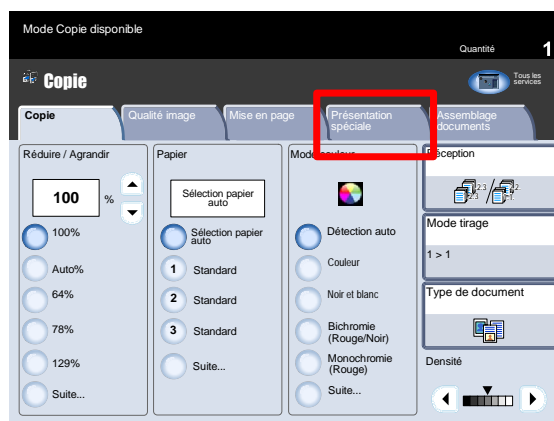 Mode Copie disponible
Quantité 1
Copie
Tous les
services
Copie
Qualité image
Mise en page
Présentation
spéciale
Assemblage
documents
Réduire / Agrandir
100 %
100%
Auto%
64%
78%
129%
Suite...
Papier
Sélection papier
auto
Sélection papier
auto
1 Standard
2 Standard
3 Standard
Suite...
Mode couleur
Détection auto
Couleur
Noir et blanc
Bichromie
(Rouge/Noir)
Monochromie
(Rouge)
Suite...
Réception
Mode tirage
1 > 1
Type de document
Densité